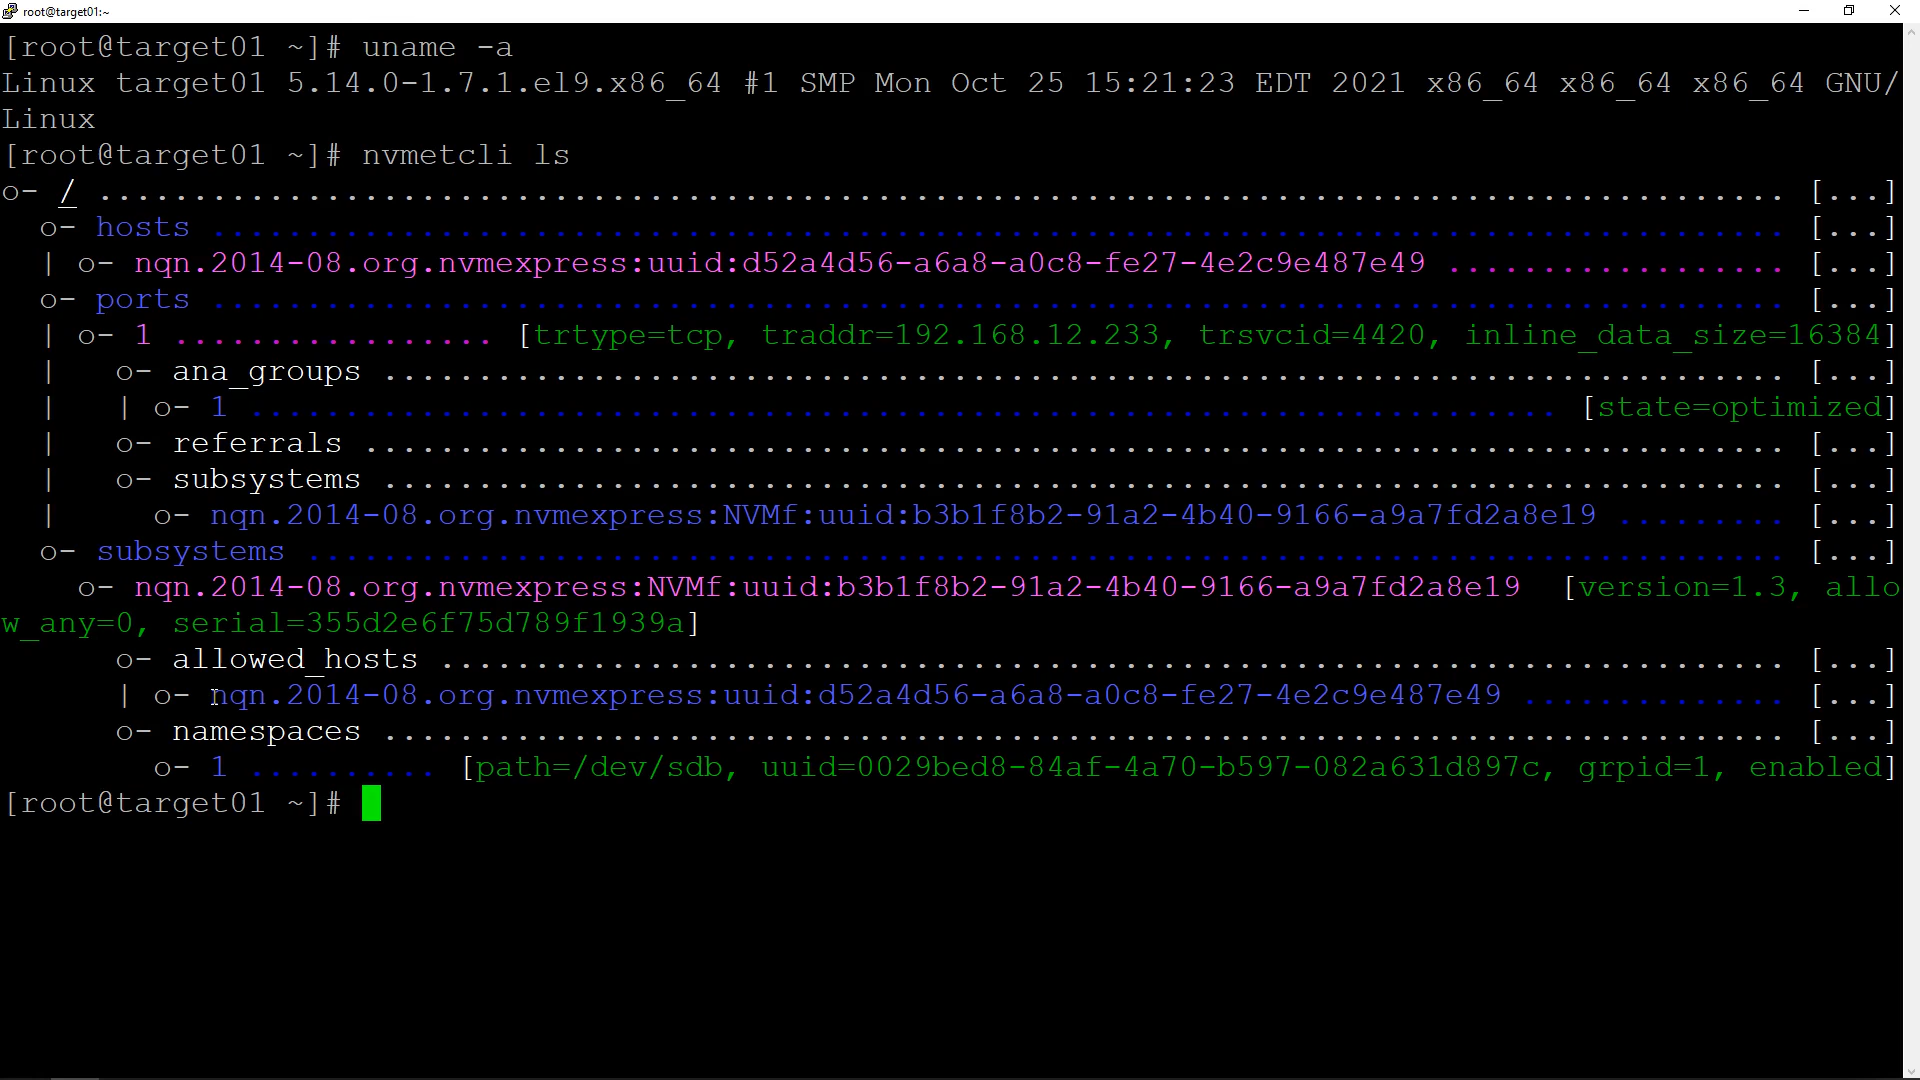 root@target01:~
[root@target01 ~]# uname -a
Linux target01 5.14.0-1.7.1.el9.x86_64 #1 SMP Mon Oct 25 15:21:23 EDT 2021 x86_64 x86_64 x86_64 GNU/
Linux
[root@target01 ~]# nvmetcli ls
o- / ......................................................................................... [...]
  o- hosts ................................................................................... [...]
  | o- nqn.2014-08.org.nvmexpress:uuid:d52a4d56-a6a8-a0c8-fe27-4e2c9e487e49 .................. [...]
  o- ports ................................................................................... [...]
  | o- 1 ................. [trtype=tcp, traddr=192.168.12.233, trsvcid=4420, inline_data_size=16384]
  |   o- ana_groups .......................................................................... [...]
  |   | o- 1 ..................................................................... [state=optimized]
  |   o- referrals ........................................................................... [...]
  |   o- subsystems .......................................................................... [...]
  |     o- nqn.2014-08.org.nvmexpress:NVMf:uuid:b3b1f8b2-91a2-4b40-9166-a9a7fd2a8e19 ......... [...]
  o- subsystems .............................................................................. [...]
    o- nqn.2014-08.org.nvmexpress:NVMf:uuid:b3b1f8b2-91a2-4b40-9166-a9a7fd2a8e19  [version=1.3, allo
w_any=0, serial=355d2e6f75d789f1939a]
      o- allowed_hosts ....................................................................... [...]
      | o- nqn.2014-08.org.nvmexpress:uuid:d52a4d56-a6a8-a0c8-fe27-4e2c9e487e49 .............. [...]
      o- namespaces .......................................................................... [...]
        o- 1 .......... [path=/dev/sdb, uuid=0029bed8-84af-4a70-b597-082a631d897c, grpid=1, enabled]
[root@target01 ~]#